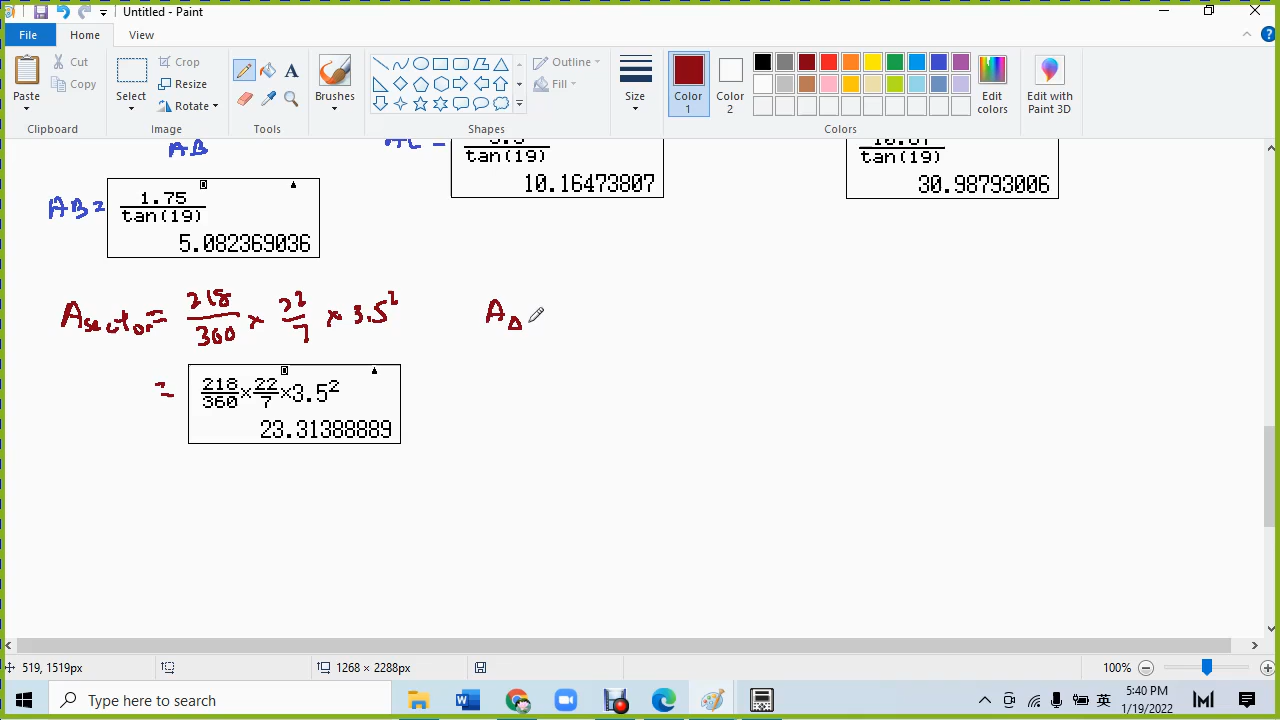 Untitled - Paint
File Home View
Paste
Cut
Copy
Clipboard
Select
Crop
Resize
Rotate
Image
A
Tools
Brushes
Shapes
Outline
Fill
Size
Color 1
Color 2
Colors
Edit colors
Edit with Paint 3D
AB
tan(19)
10.16473807
tan(19)
30.98793006
AB =
1.75
tan(19)
5.082369036
Asector = 218/360 × 22/7 × 3.5²
A△
=
218/360×22/7×3.5²
23.31388889
519, 1519px
1268 × 2288px
100%
Type here to search
英
5:40 PM
1/19/2022